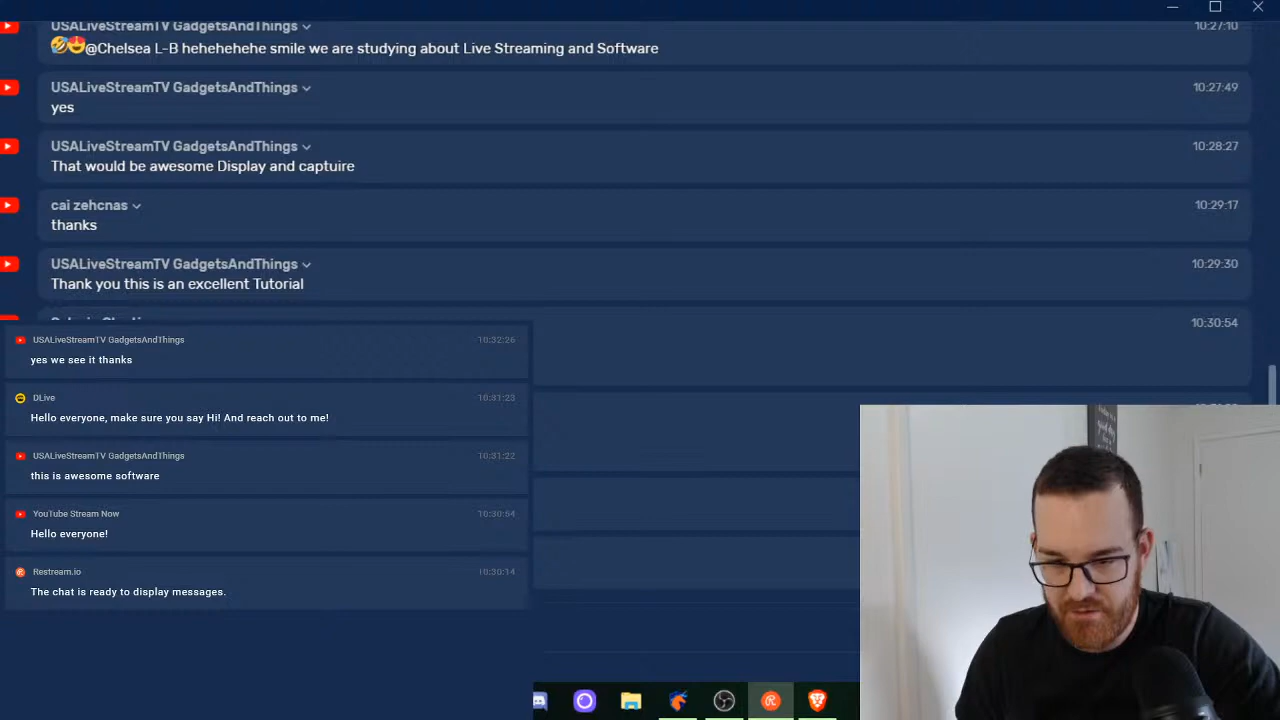 USALiveStreamTV GadgetsAndThings
10:27:10
🤣😍@Chelsea L-B hehehehehe smile we are studying about Live Streaming and Software
USALiveStreamTV GadgetsAndThings
10:27:49
yes
USALiveStreamTV GadgetsAndThings
10:28:27
That would be awesome Display and captuire
cai zehcnas
10:29:17
thanks
USALiveStreamTV GadgetsAndThings
10:29:30
Thank you this is an excellent Tutorial
10:30:54
USALiveStreamTV GadgetsAndThings
10:32:26
yes we see it thanks
DLive
10:31:23
Hello everyone, make sure you say Hi! And reach out to me!
USALiveStreamTV GadgetsAndThings
10:31:22
this is awesome software
YouTube Stream Now
10:30:54
Hello everyone!
Restream.io
10:30:14
The chat is ready to display messages.